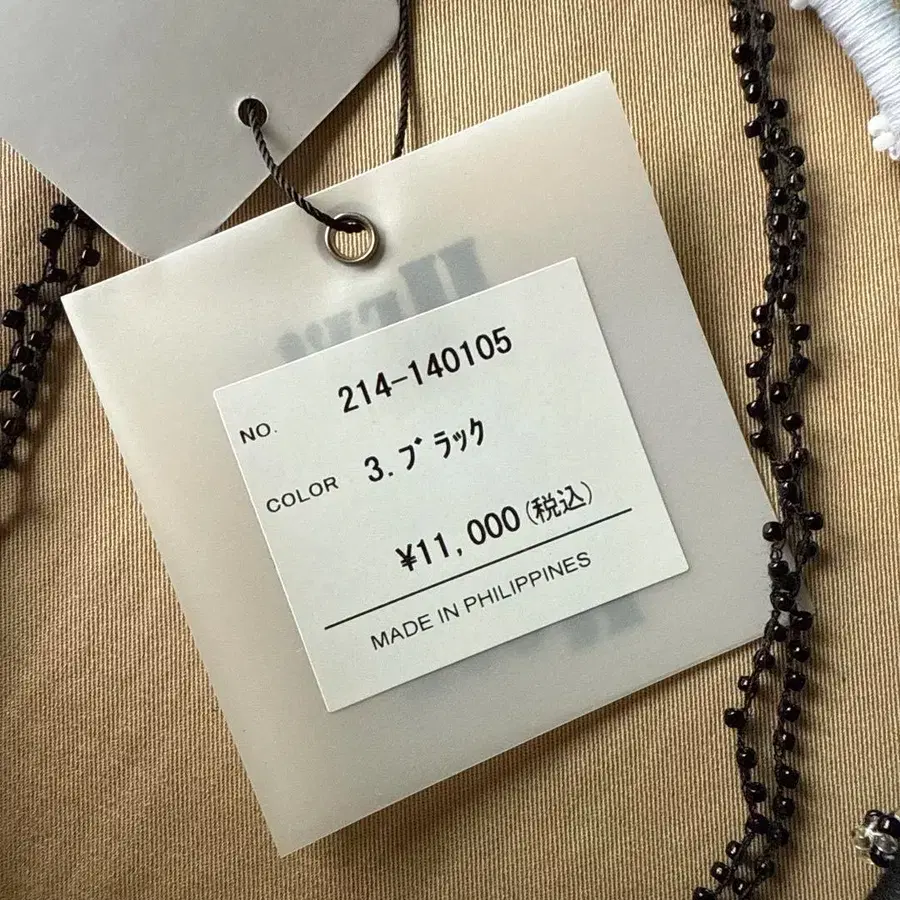 NO. 214-140105
COLOR 3.ブラック
¥11,000(税込)
MADE IN PHILIPPINES